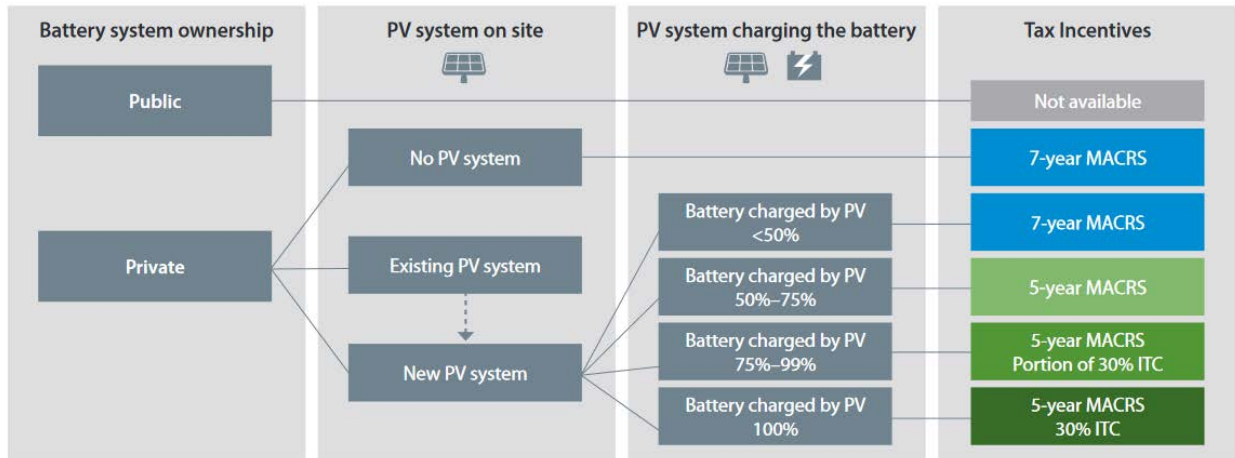 Battery system ownership
PV system on site
PV system charging the battery
Tax Incentives
Public
Not available
No PV system
7-year MACRS
Private
Existing PV system
New PV system
Battery charged by PV
<50%
7-year MACRS
Battery charged by PV
50%–75%
5-year MACRS
Battery charged by PV
75%–99%
5-year MACRS
Portion of 30% ITC
Battery charged by PV
100%
5-year MACRS
30% ITC